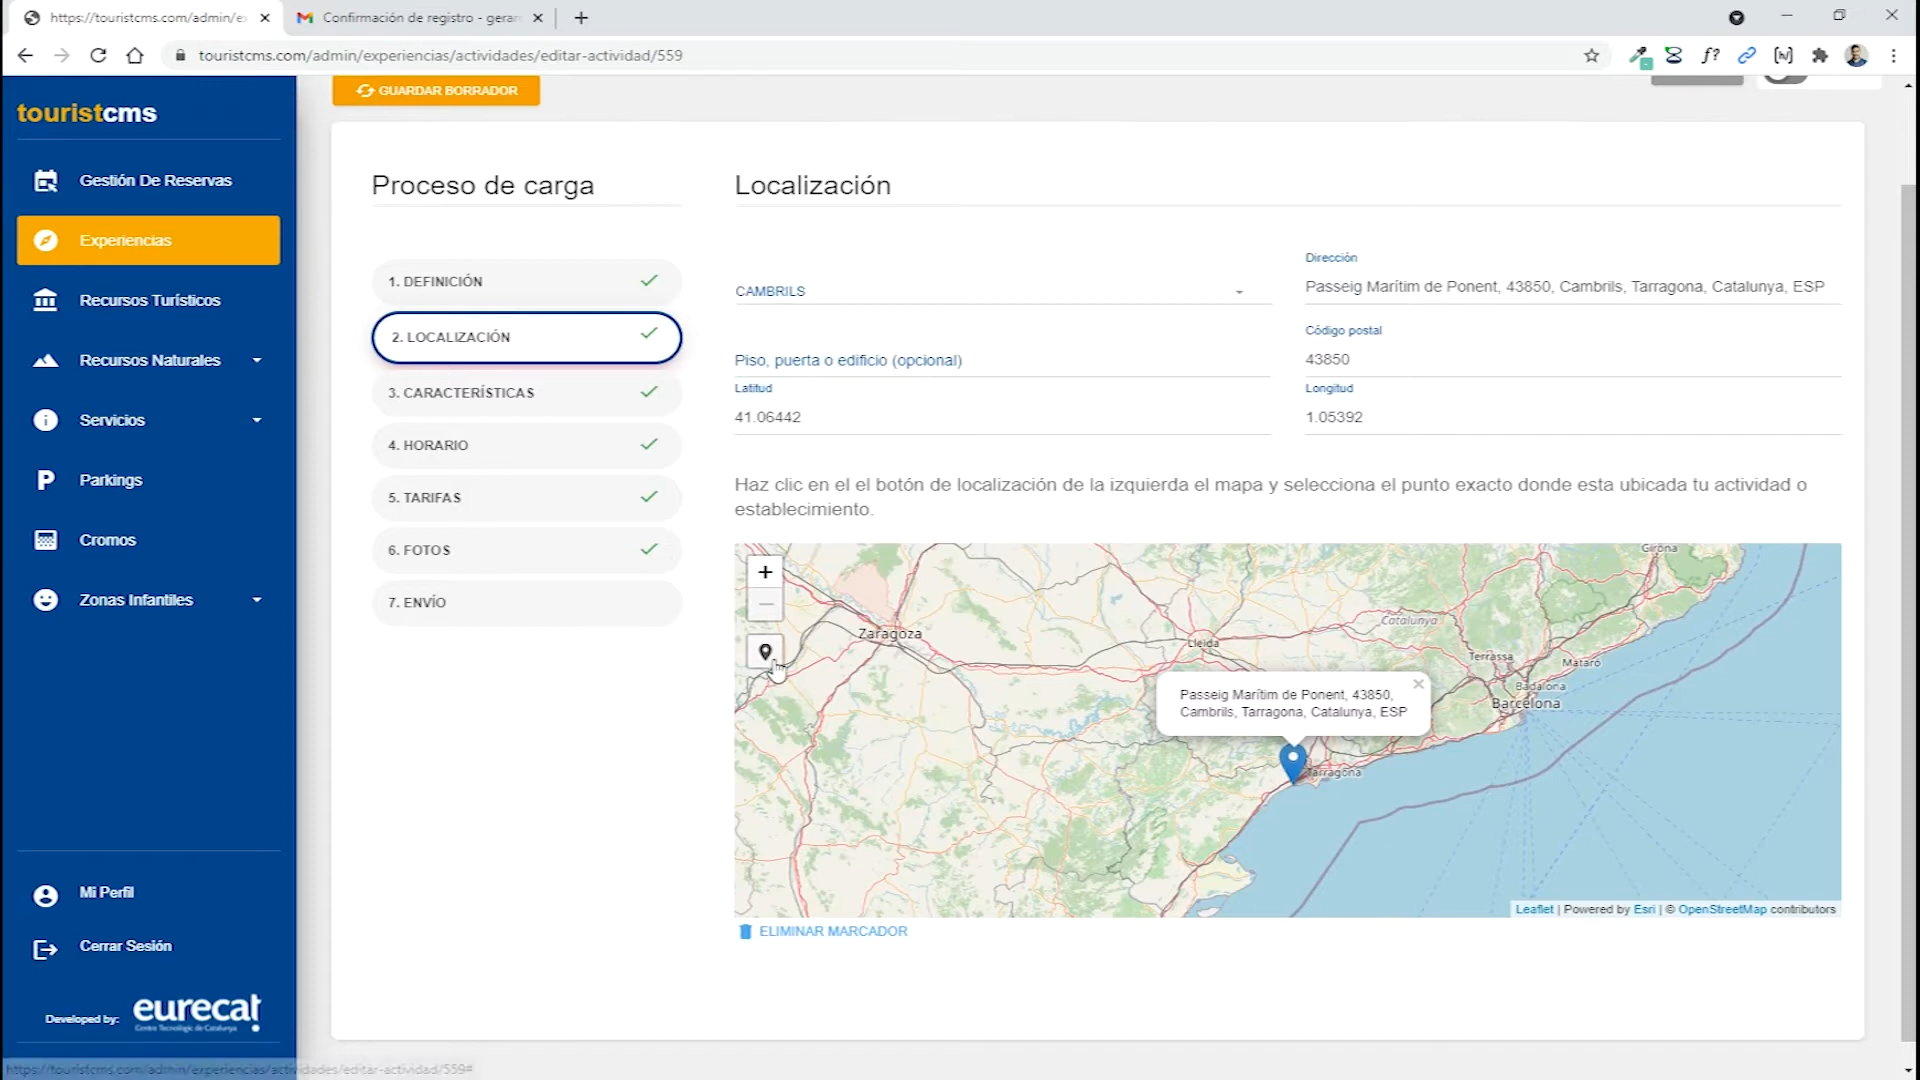 https://touristcms.com/admin/e
Confirmación de registro - gerar
touristcms.com/admin/experiencias/actividades/editar-actividad/559
touristcms
GUARDAR BORRADOR
Gestión De Reservas
Experiencias
Recursos Turísticos
Recursos Naturales
Servicios
Parkings
Cromos
Zonas Infantiles
Mi Perfil
Cerrar Sesión
Developed by:
eurecat
Centre Tecnològic de Catalunya
https://touristcms.com/admin/experiencias/actividades/editar-actividad/559#
Proceso de carga
1. DEFINICIÓN
2. LOCALIZACIÓN
3. CARACTERÍSTICAS
4. HORARIO
5. TARIFAS
6. FOTOS
7. ENVÍO
Localización
CAMBRILS
Dirección
Passeig Marítim de Ponent, 43850, Cambrils, Tarragona, Catalunya, ESP
Piso, puerta o edificio (opcional)
Código postal
43850
Latitud
41.06442
Longitud
1.05392
Haz clic en el el botón de localización de la izquierda el mapa y selecciona el punto exacto donde esta ubicada tu actividad o
establecimiento.
+
−
Girona
Catalunya
Zaragoza
Lleida
Terrassa
Mataró
Badalona
Barcelona
Passeig Marítim de Ponent, 43850,
Cambrils, Tarragona, Catalunya, ESP
×
Tarragona
Leaflet | Powered by Esri | © OpenStreetMap contributors
ELIMINAR MARCADOR